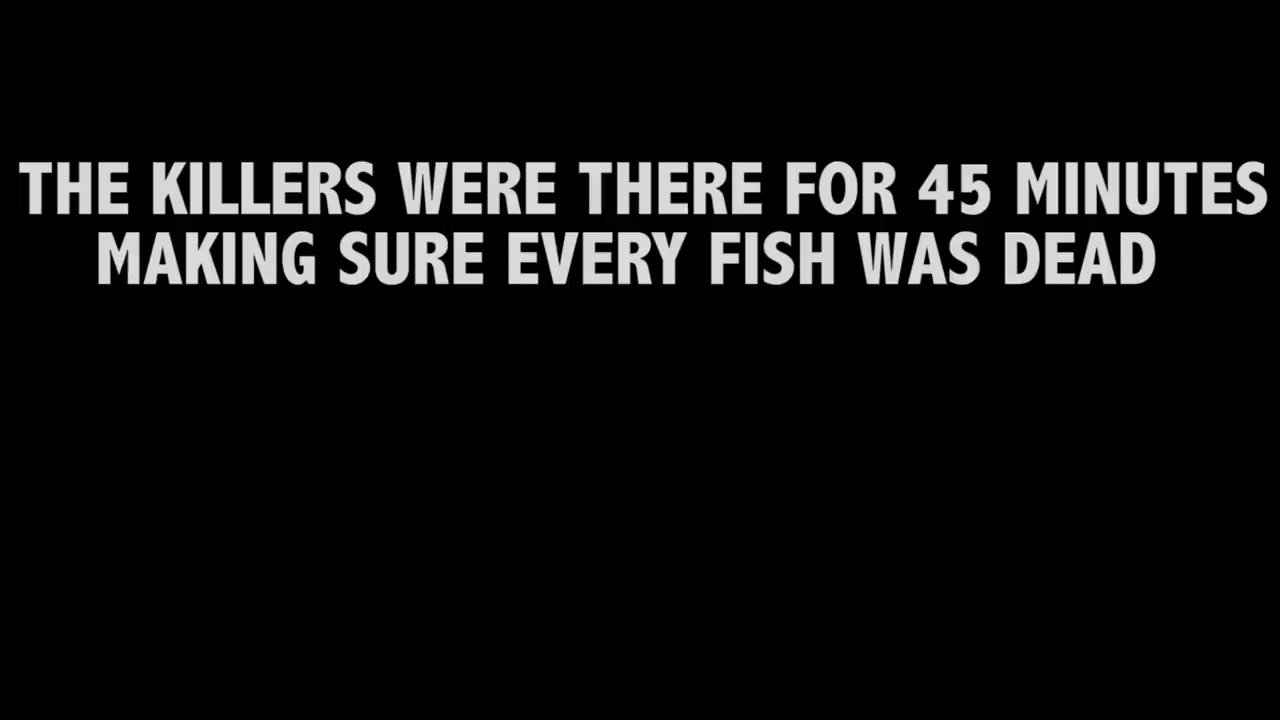 THE KILLERS WERE THERE FOR 45 MINUTES
MAKING SURE EVERY FISH WAS DEAD